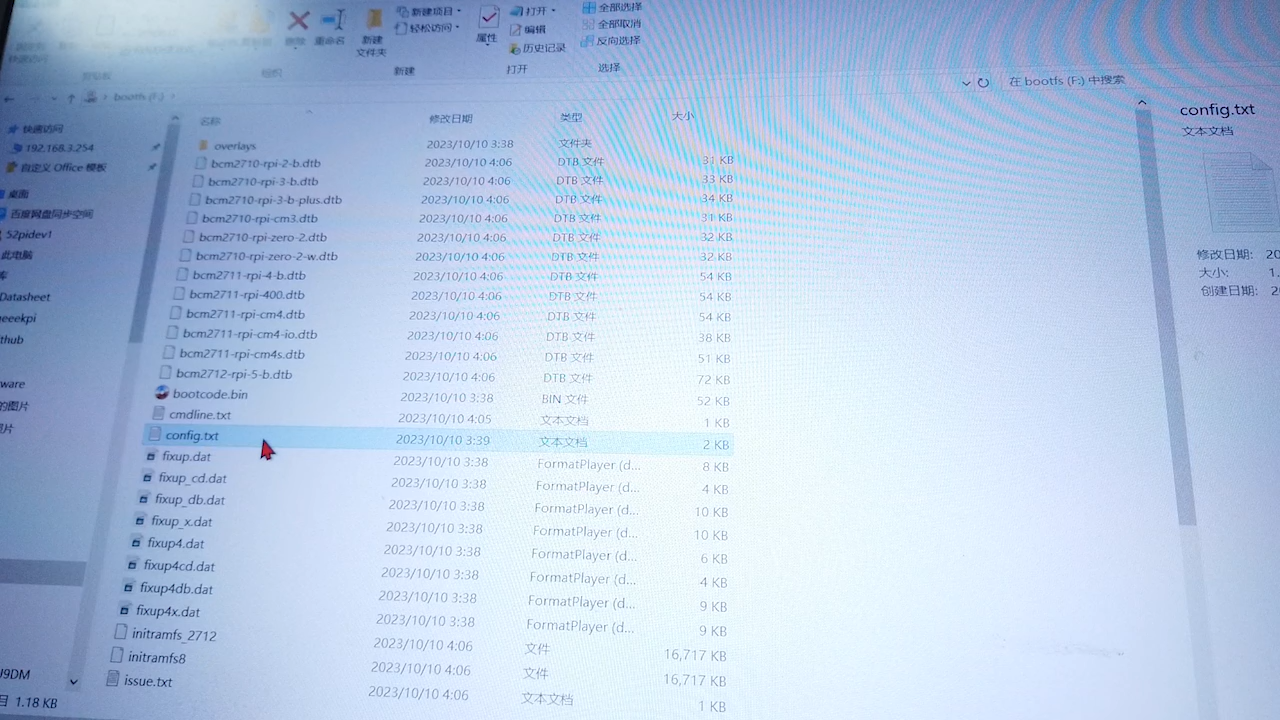 新建项目
打开
全部选择
删除 重命名 新建
文件夹
轻松访问
属性
编辑
全部取消
历史记录
反向选择
组织
新建
打开
选择
bootfs (F:)
在 bootfs (F:) 中搜索
名称 修改日期 类型 大小
config.txt
文本文档
快速访问
192.168.3.254
自定义 Office 模板
桌面
百度网盘同步空间
52pidev1
此电脑
库
Datasheet
eeekpi
thub
ware
的图片
图片
J9DM
1.18 KB
overlays 2023/10/10 3:38 文件夹
bcm2710-rpi-2-b.dtb 2023/10/10 4:06 DTB 文件 31 KB
bcm2710-rpi-3-b.dtb 2023/10/10 4:06 DTB 文件 33 KB
bcm2710-rpi-3-b-plus.dtb 2023/10/10 4:06 DTB 文件 34 KB
bcm2710-rpi-cm3.dtb 2023/10/10 4:06 DTB 文件 31 KB
bcm2710-rpi-zero-2.dtb 2023/10/10 4:06 DTB 文件 32 KB
bcm2710-rpi-zero-2-w.dtb 2023/10/10 4:06 DTB 文件 32 KB
bcm2711-rpi-4-b.dtb 2023/10/10 4:06 DTB 文件 54 KB
bcm2711-rpi-400.dtb 2023/10/10 4:06 DTB 文件 54 KB
bcm2711-rpi-cm4.dtb 2023/10/10 4:06 DTB 文件 54 KB
bcm2711-rpi-cm4-io.dtb 2023/10/10 4:06 DTB 文件 38 KB
bcm2711-rpi-cm4s.dtb 2023/10/10 4:06 DTB 文件 51 KB
bcm2712-rpi-5-b.dtb 2023/10/10 4:06 DTB 文件 72 KB
bootcode.bin 2023/10/10 3:38 BIN 文件 52 KB
cmdline.txt 2023/10/10 4:05 文本文档 1 KB
config.txt 2023/10/10 3:39 文本文档 2 KB
fixup.dat 2023/10/10 3:38 FormatPlayer (d... 8 KB
fixup_cd.dat 2023/10/10 3:38 FormatPlayer (d... 4 KB
fixup_db.dat 2023/10/10 3:38 FormatPlayer (d... 10 KB
fixup_x.dat 2023/10/10 3:38 FormatPlayer (d... 10 KB
fixup4.dat 2023/10/10 3:38 FormatPlayer (d... 6 KB
fixup4cd.dat 2023/10/10 3:38 FormatPlayer (d... 4 KB
fixup4db.dat 2023/10/10 3:38 FormatPlayer (d... 9 KB
fixup4x.dat 2023/10/10 3:38 FormatPlayer (d... 9 KB
initramfs_2712 2023/10/10 4:06 文件 16,717 KB
initramfs8 2023/10/10 4:06 文件 16,717 KB
issue.txt 2023/10/10 4:06 文本文档 1 KB
修改日期: 20
大小: 1.
创建日期: 2